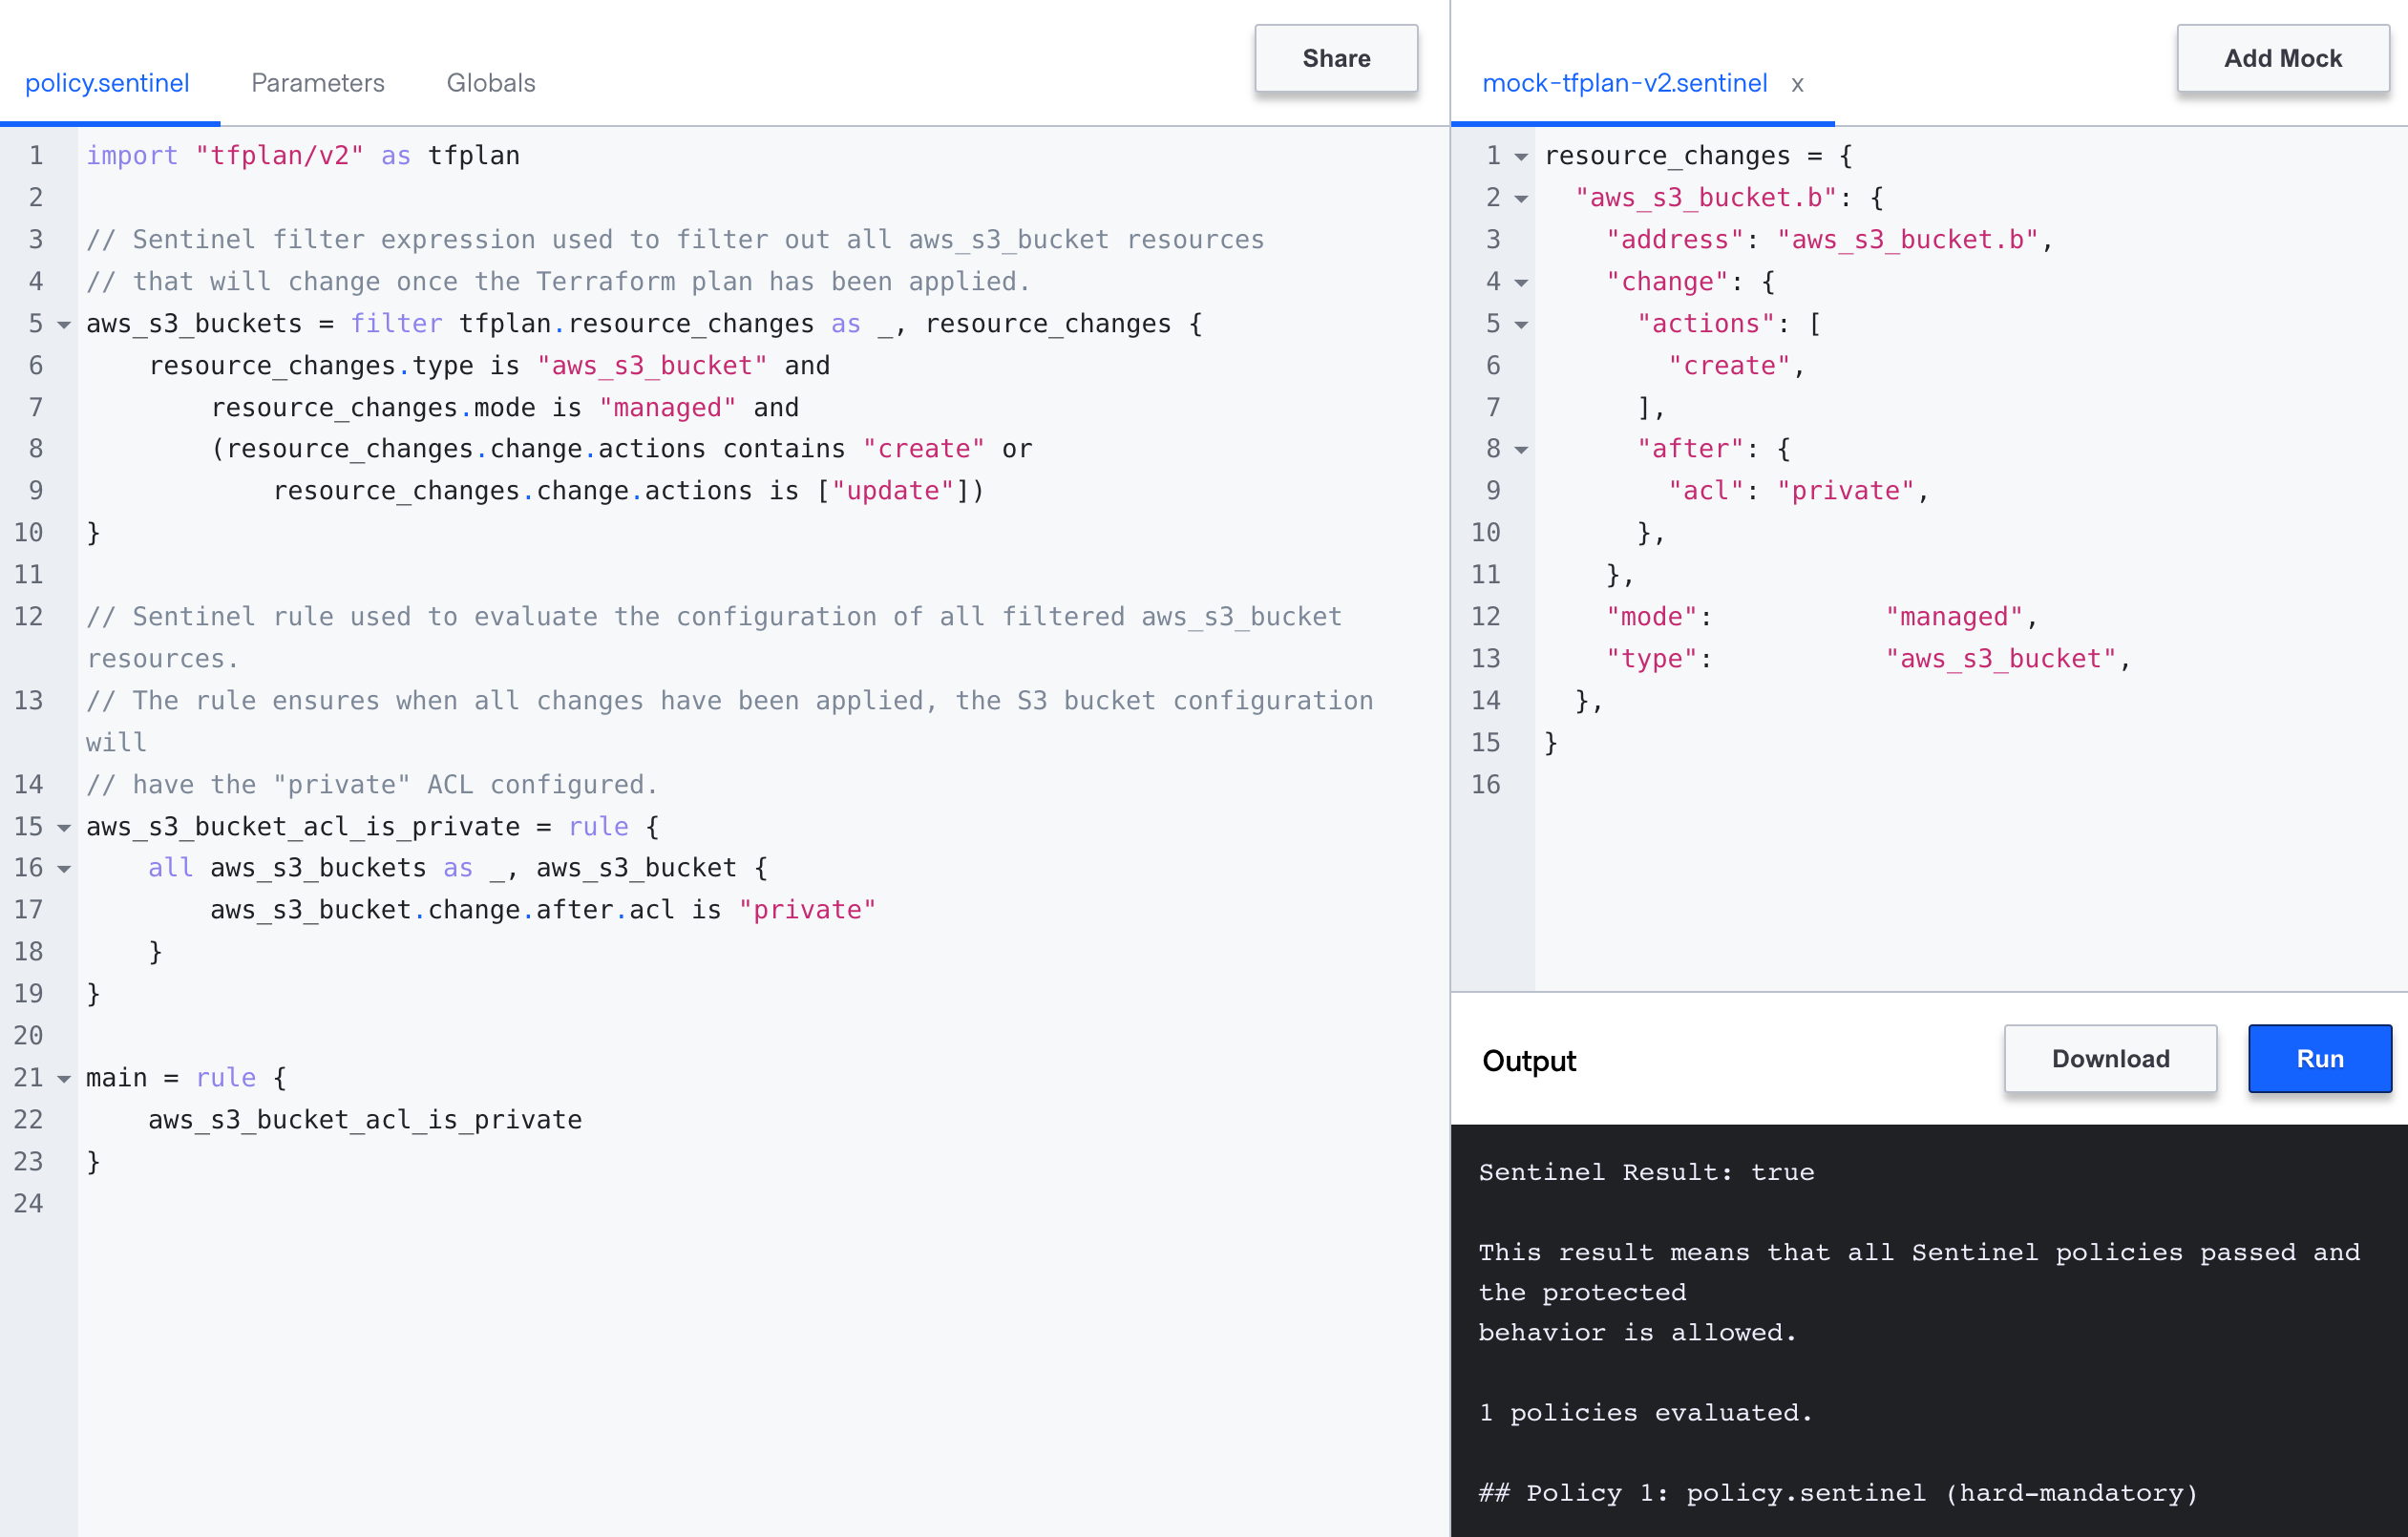 Share
policy.sentinel Parameters Globals
1 import "tfplan/v2" as tfplan
2
3 // Sentinel filter expression used to filter out all aws_s3_bucket resources
4 // that will change once the Terraform plan has been applied.
5 aws_s3_buckets = filter tfplan.resource_changes as _, resource_changes {
6     resource_changes.type is "aws_s3_bucket" and
7         resource_changes.mode is "managed" and
8         (resource_changes.change.actions contains "create" or
9             resource_changes.change.actions is ["update"])
10 }
11
12 // Sentinel rule used to evaluate the configuration of all filtered aws_s3_bucket
resources.
13 // The rule ensures when all changes have been applied, the S3 bucket configuration
will
14 // have the "private" ACL configured.
15 aws_s3_bucket_acl_is_private = rule {
16     all aws_s3_buckets as _, aws_s3_bucket {
17         aws_s3_bucket.change.after.acl is "private"
18     }
19 }
20
21 main = rule {
22     aws_s3_bucket_acl_is_private
23 }
24
Add Mock
mock-tfplan-v2.sentinel x
1 resource_changes = {
2   "aws_s3_bucket.b": {
3     "address": "aws_s3_bucket.b",
4     "change": {
5       "actions": [
6         "create",
7       ],
8       "after": {
9         "acl": "private",
10       },
11     },
12     "mode":           "managed",
13     "type":           "aws_s3_bucket",
14   },
15 }
16
Output Download Run
Sentinel Result: true
This result means that all Sentinel policies passed and
the protected
behavior is allowed.
1 policies evaluated.
## Policy 1: policy.sentinel (hard-mandatory)